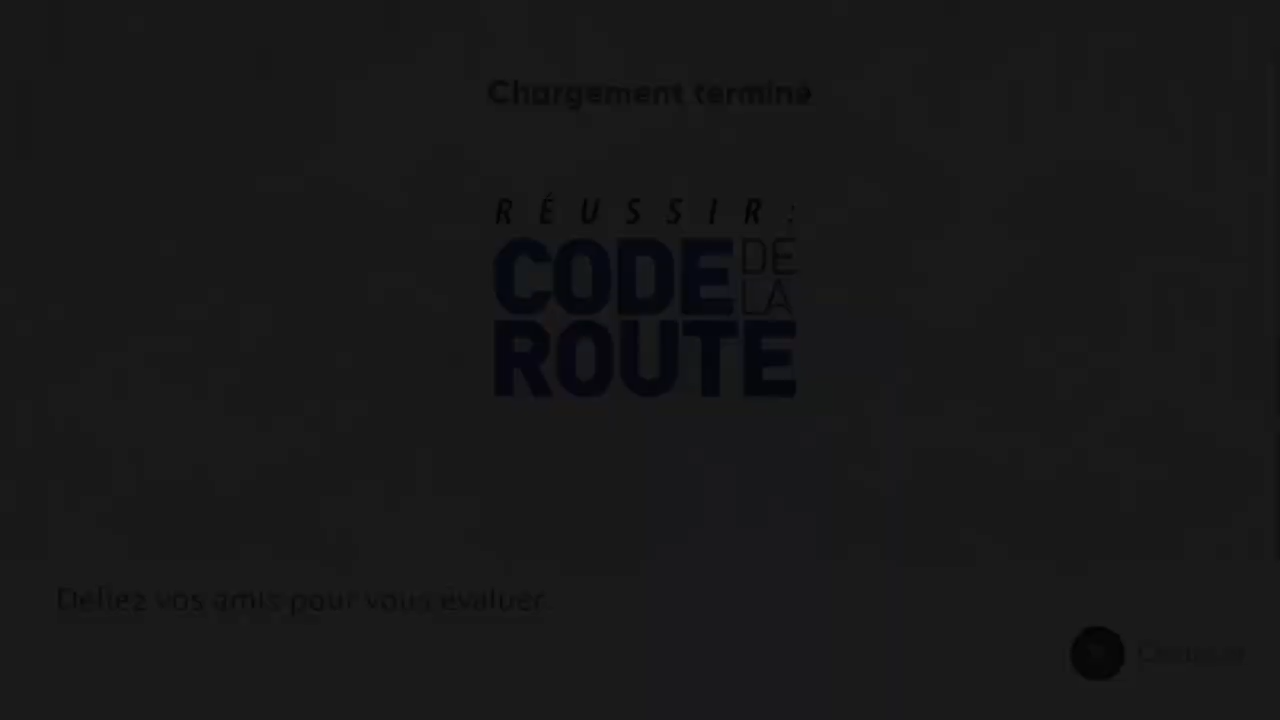 Chargement terminé
RÉUSSIR:
CODE DE LA
ROUTE
Défiez vos amis pour vous évaluer.